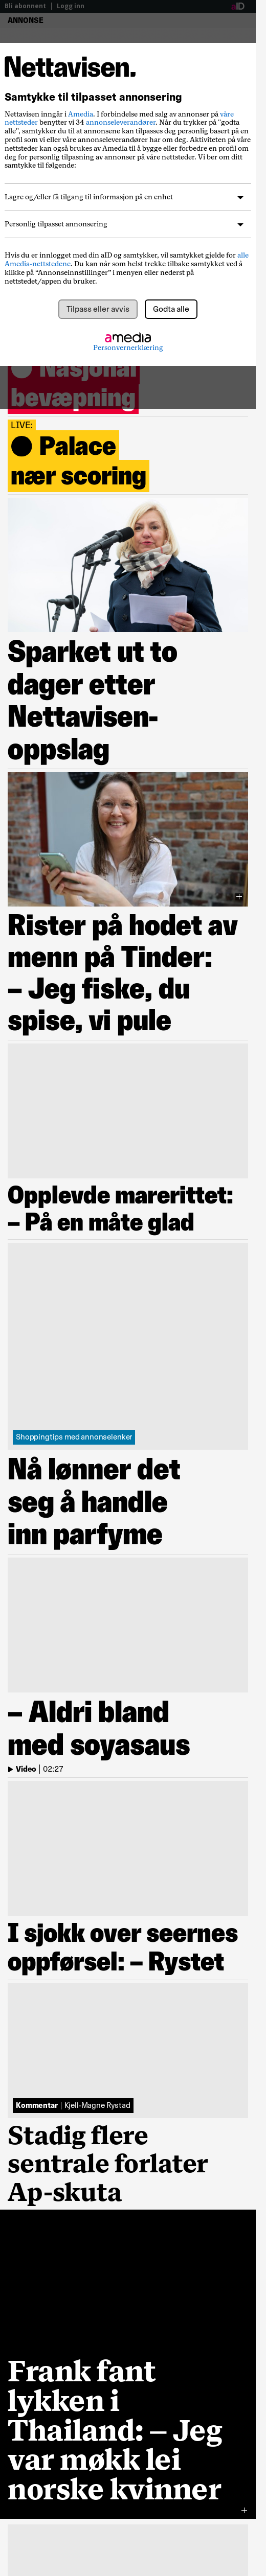 Bli abonnent | Logg inn
aID
ANNONSE
Nettavisen.
Samtykke til tilpasset annonsering
Nettavisen inngår i Amedia. I forbindelse med salg av annonser på våre
nettsteder benytter vi 34 annonseleverandører. Når du trykker på "godta
alle", samtykker du til at annonsene kan tilpasses deg personlig basert på en
profil som vi eller våre annonseleverandører har om deg. Aktiviteten på våre
nettsteder kan også brukes av Amedia til å bygge eller forbedre en profil om
deg for personlig tilpasning av annonser på våre nettsteder. Vi ber om ditt
samtykke til følgende:
Lagre og/eller få tilgang til informasjon på en enhet
Personlig tilpasset annonsering
Hvis du er innlogget med din aID og samtykker, vil samtykket gjelde for alle
Amedia-nettstedene. Du kan når som helst trekke tilbake samtykket ved å
klikke på “Annonseinnstillinger” i menyen eller nederst på
nettstedet/appen du bruker.
Tilpass eller avvis
Godta alle
amedia
Personvernerklæring
Nasjonal
bevæpning
LIVE:
Palace
nær scoring
Sparket ut to
dager etter
Nettavisen-
oppslag
Rister på hodet av
menn på Tinder:
– Jeg fiske, du
spise, vi pule
Opplevde marerittet:
– På en måte glad
Shoppingtips med annonselenker
Nå lønner det
seg å handle
inn parfyme
– Aldri bland
med soyasaus
Video | 02:27
I sjokk over seernes
oppførsel: – Rystet
Kommentar | Kjell-Magne Rystad
Stadig flere
sentrale forlater
Ap-skuta
Frank fant
lykken i
Thailand: – Jeg
var møkk lei
norske kvinner